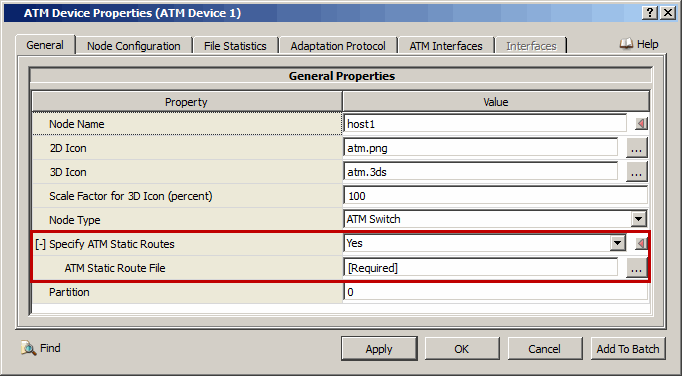 ATM Device Properties (ATM Device 1)
General Node Configuration File Statistics Adaptation Protocol ATM Interfaces Interfaces Help
General Properties
Property Value
Node Name host1
2D Icon atm.png ...
3D Icon atm.3ds ...
Scale Factor for 3D Icon (percent) 100
Node Type ATM Switch
[-] Specify ATM Static Routes Yes
ATM Static Route File [Required] ...
Partition 0
Find Apply OK Cancel Add To Batch